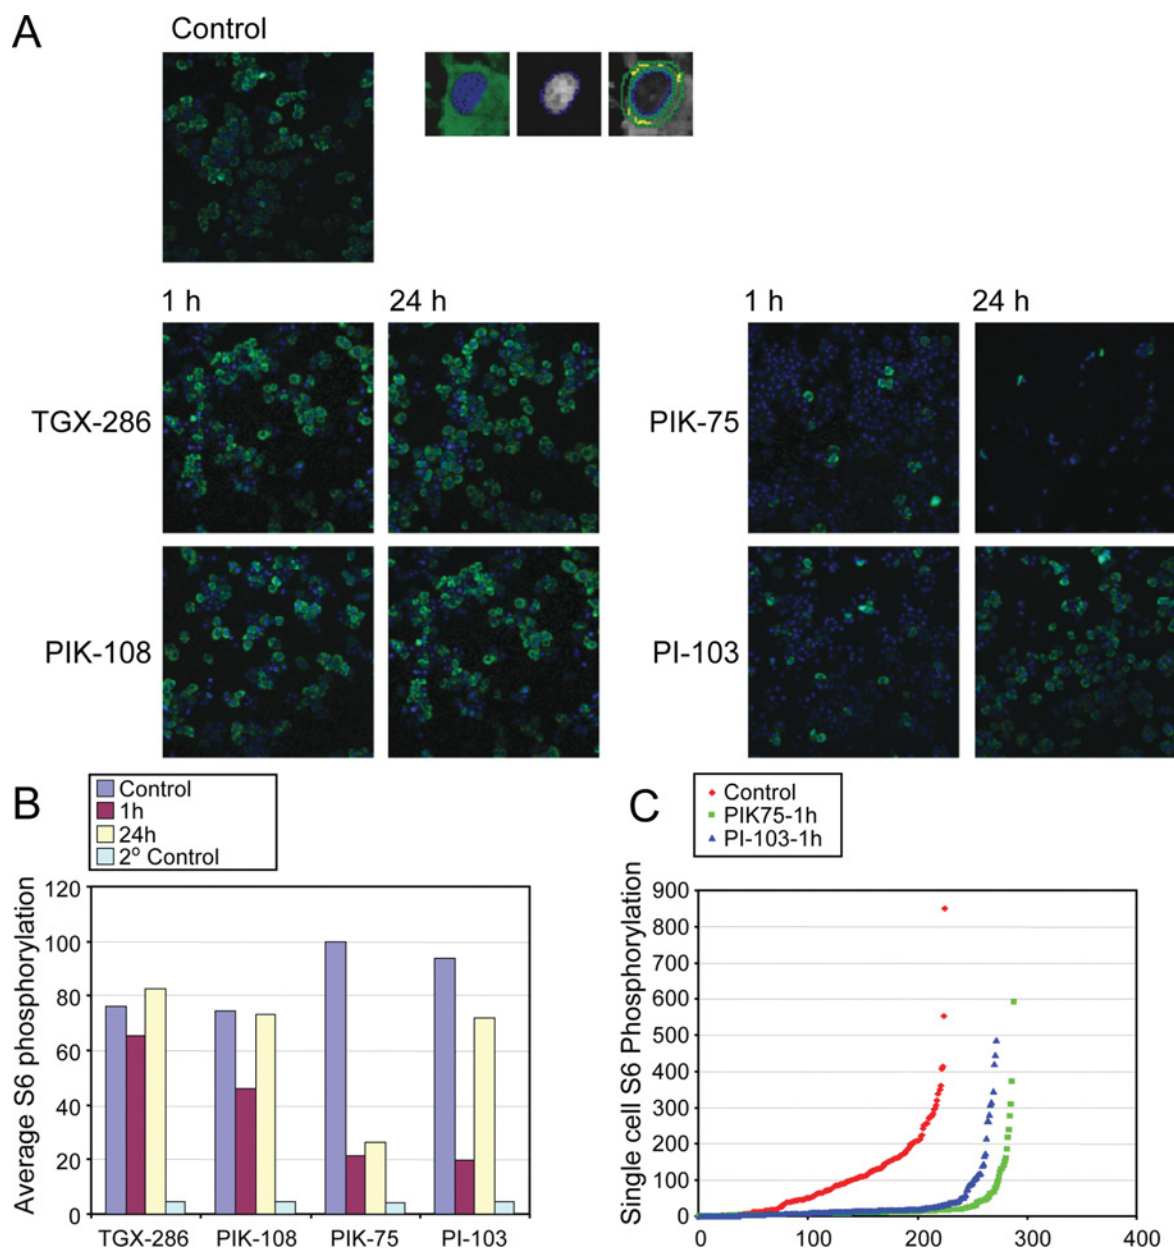 A
Control
1 h
24 h
1 h
24 h
TGX-286
PIK-75
PIK-108
PI-103
B
Control
1h
24h
2° Control
Average S6 phosphorylation
120
100
80
60
40
20
0
TGX-286
PIK-108
PIK-75
PI-103
C
Control
PIK75-1h
PI-103-1h
Single cell S6 Phosphorylation
900
800
700
600
500
400
300
200
100
0
0
100
200
300
400